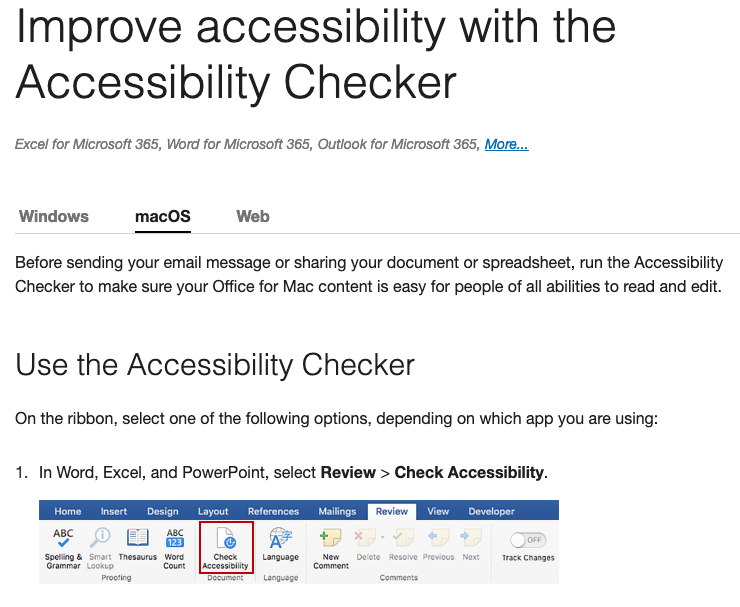 Improve accessibility with the
Accessibility Checker
Excel for Microsoft 365, Word for Microsoft 365, Outlook for Microsoft 365, More...
Windows macOS Web
Before sending your email message or sharing your document or spreadsheet, run the Accessibility
Checker to make sure your Office for Mac content is easy for people of all abilities to read and edit.
Use the Accessibility Checker
On the ribbon, select one of the following options, depending on which app you are using:
1. In Word, Excel, and PowerPoint, select Review > Check Accessibility.
Home Insert Design Layout References Mailings Review View Developer
ABC ABC 123 OFF
Spelling & Grammar
Smart Lookup
Thesaurus
Word Count
Check Accessibility
Language
New Comment
Delete
Resolve
Previous
Next
Track Changes
Proofing Document Language Comments